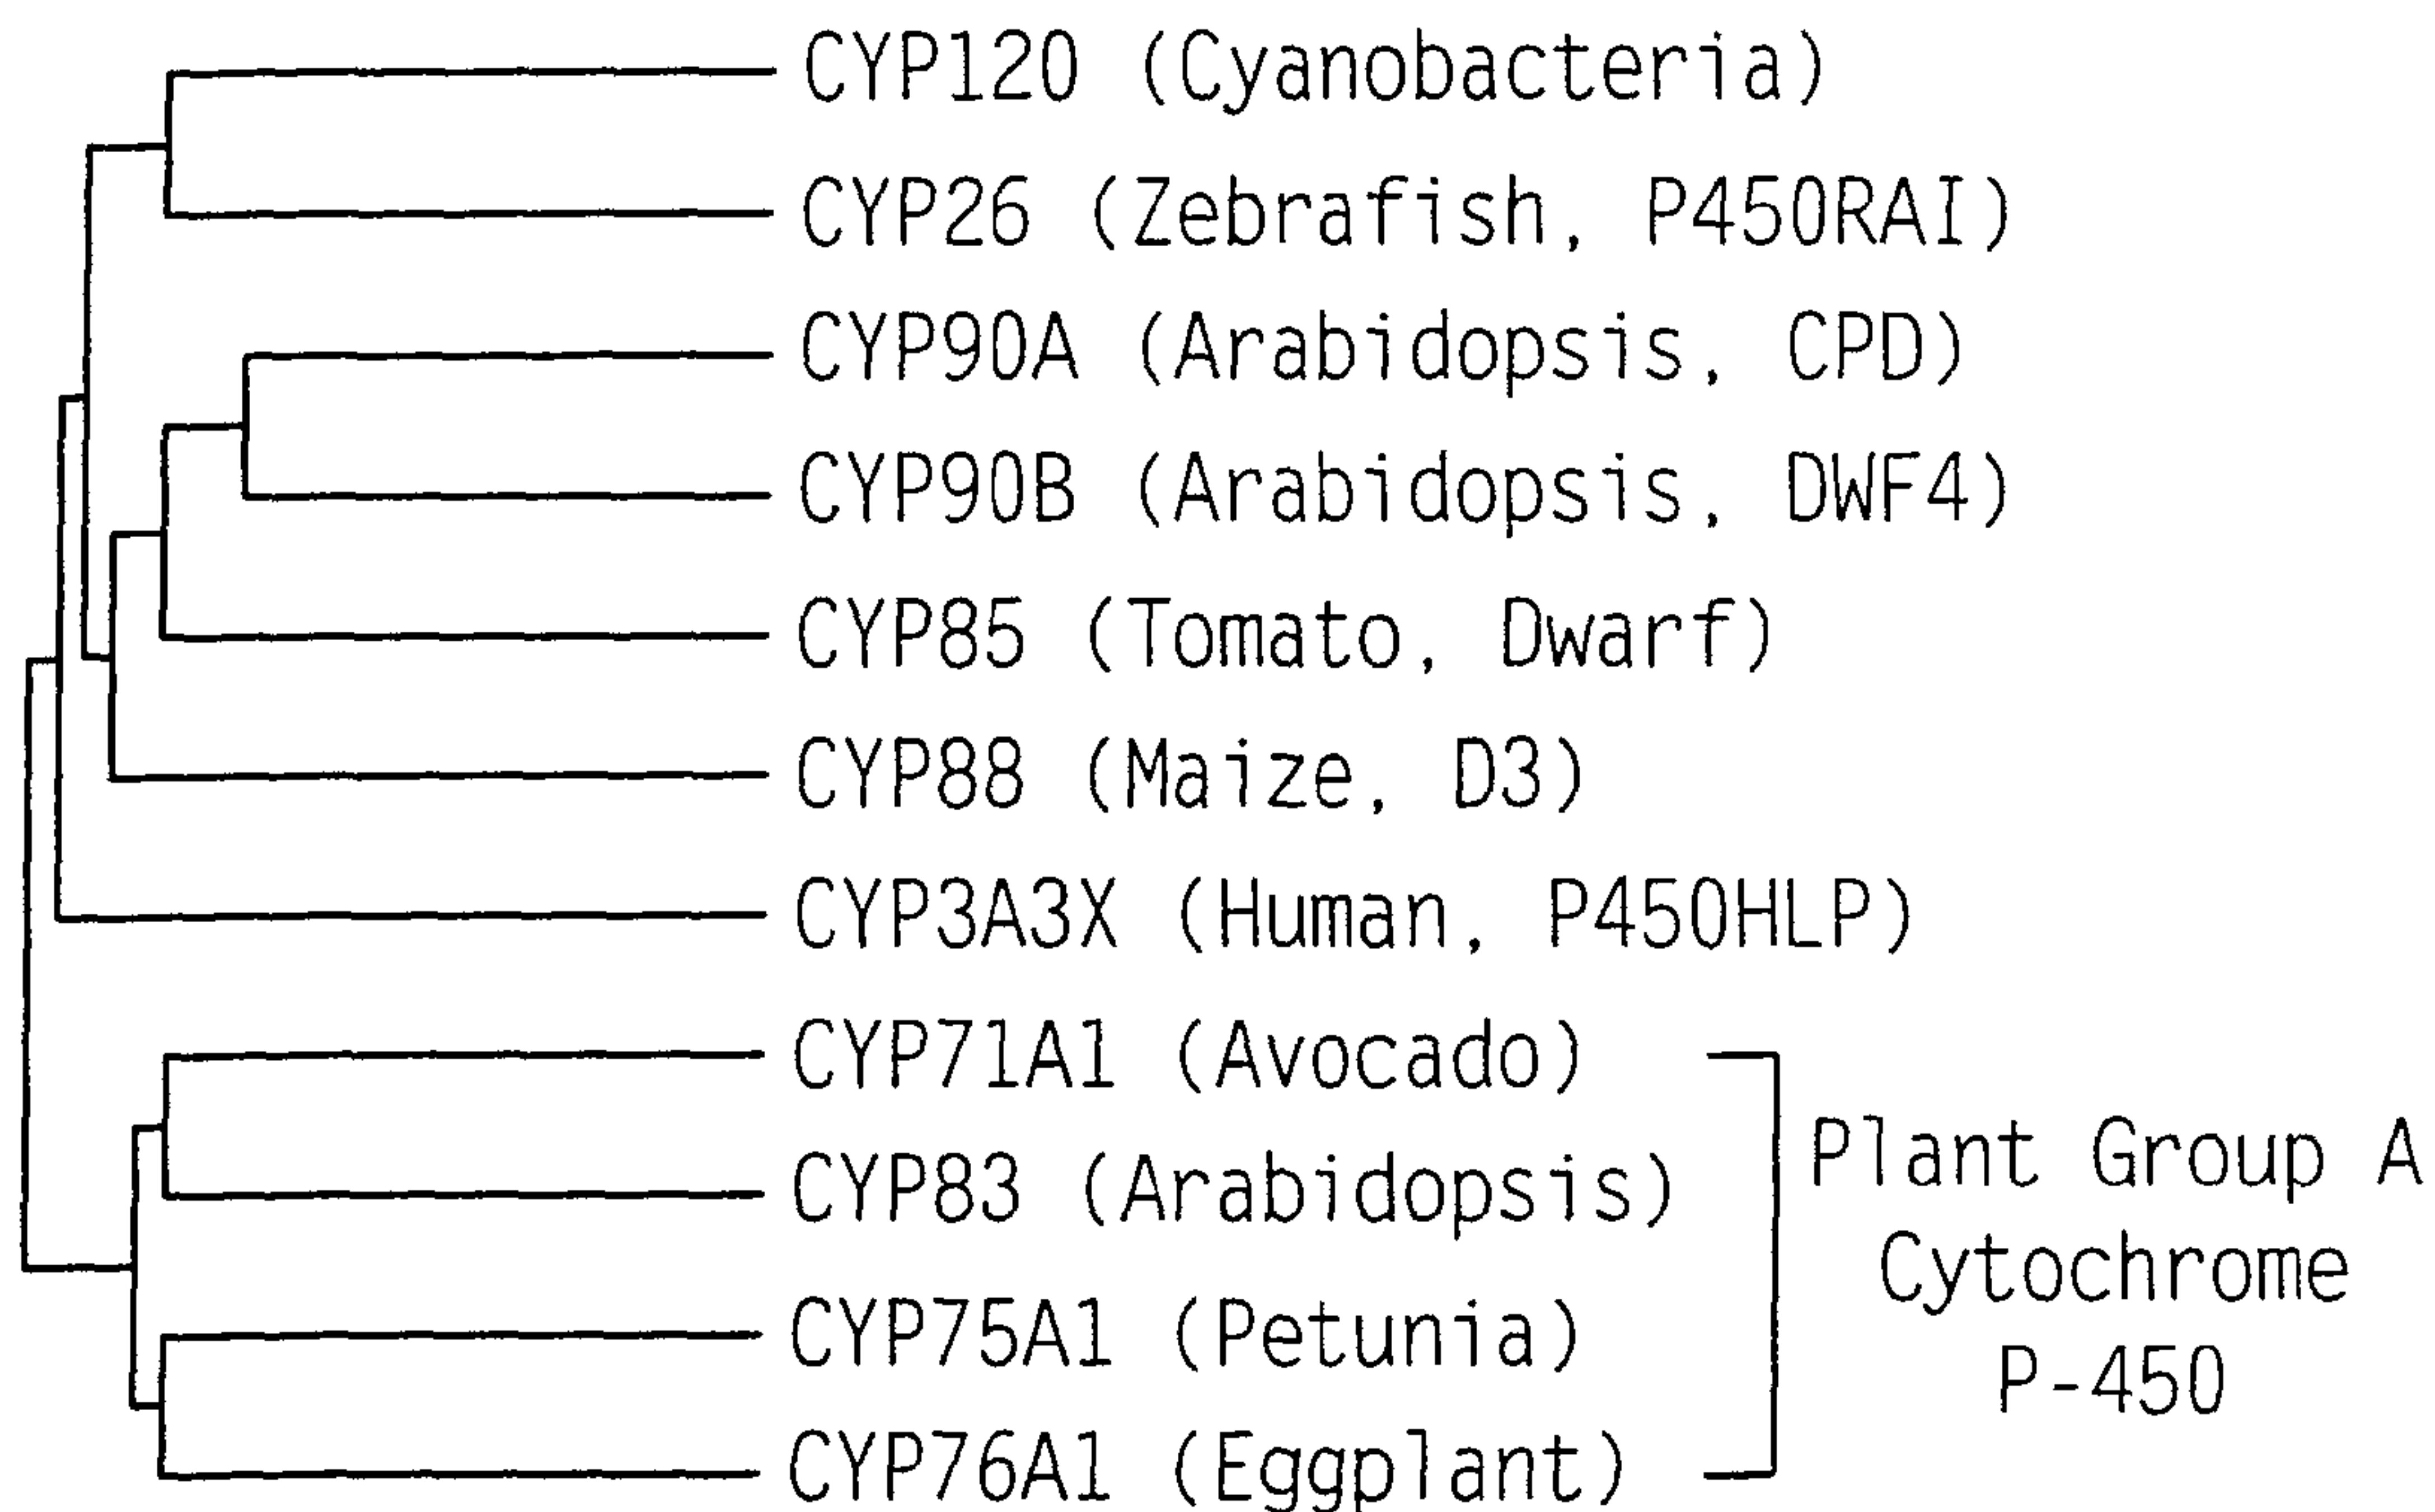 CYP120 (Cyanobacteria)
CYP26 (Zebrafish, P450RAI)
CYP90A (Arabidopsis, CPD)
CYP90B (Arabidopsis, DWF4)
CYP85 (Tomato, Dwarf)
CYP88 (Maize, D3)
CYP3A3X (Human, P450HLP)
CYP71A1 (Avocado)
CYP83 (Arabidopsis)
CYP75A1 (Petunia)
CYP76A1 (Eggplant)
Plant Group A
Cytochrome
P-450